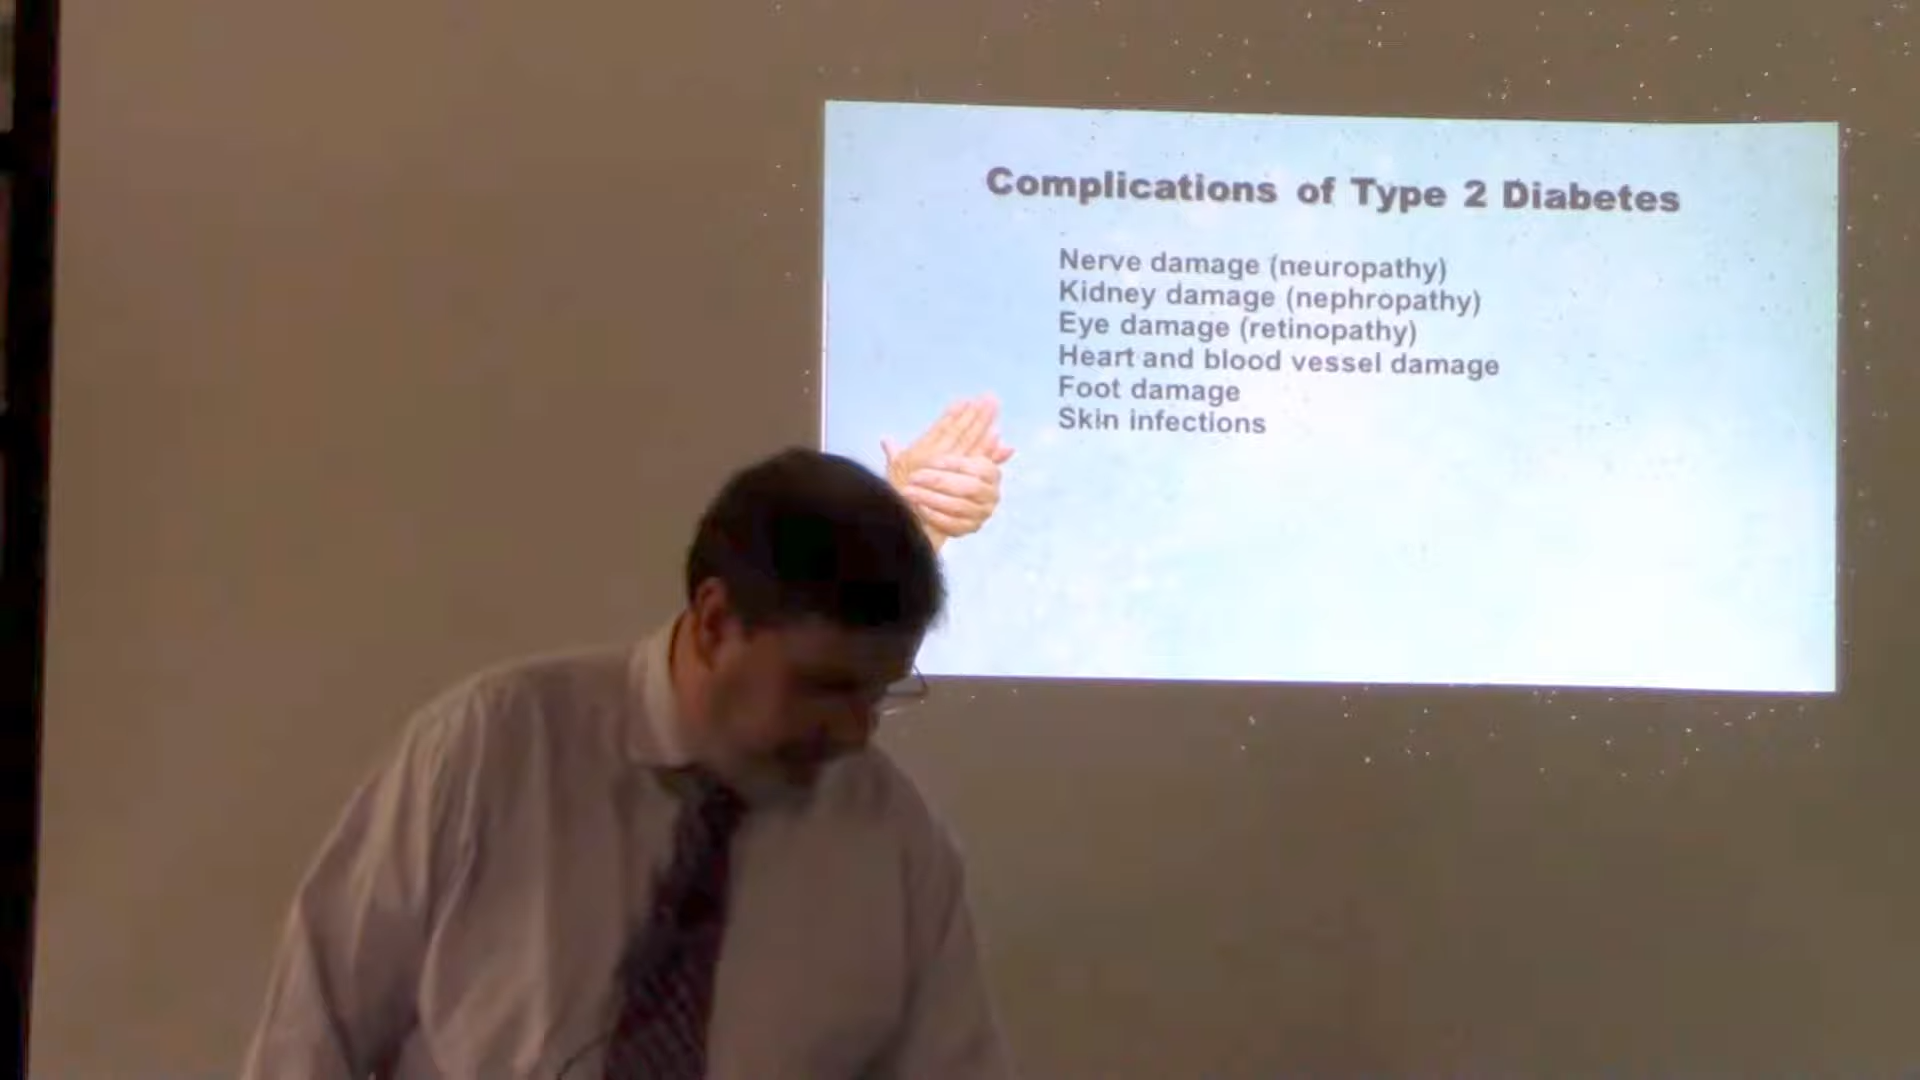 Complications of Type 2 Diabetes
Nerve damage (neuropathy)
Kidney damage (nephropathy)
Eye damage (retinopathy)
Heart and blood vessel damage
Foot damage
Skin infections